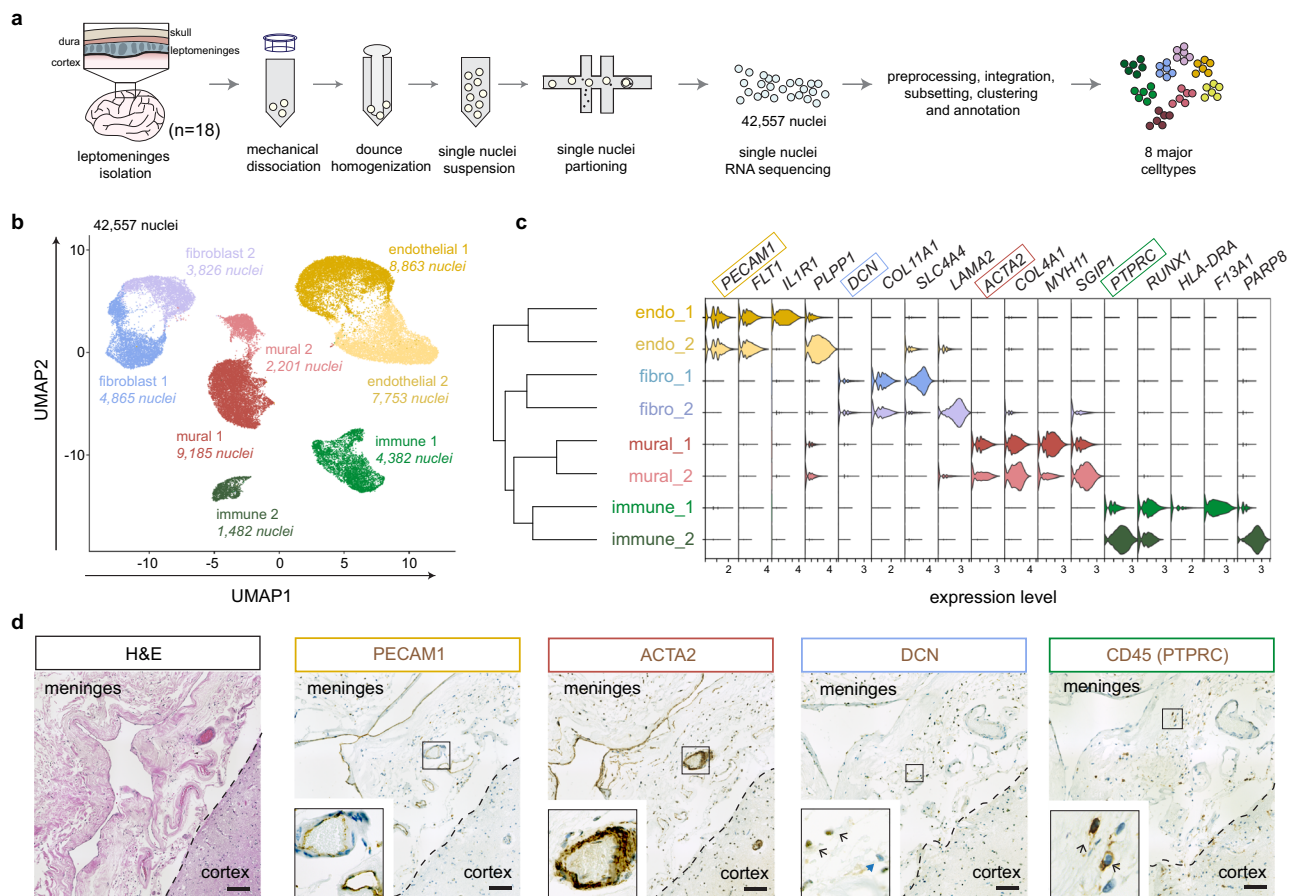 a
skull
dura
leptomeninges
cortex
(n=18)
leptomeninges
isolation
mechanical
dissociation
dounce
homogenization
single nuclei
suspension
single nuclei
partioning
42,557 nuclei
single nuclei
RNA sequencing
preprocessing, integration,
subsetting, clustering
and annotation
8 major
celltypes
b
42,557 nuclei
10
0
-10
UMAP2
fibroblast 2
3,826 nuclei
endothelial 1
8,863 nuclei
mural 2
2,201 nuclei
fibroblast 1
4,865 nuclei
endothelial 2
7,753 nuclei
mural 1
9,185 nuclei
immune 1
4,382 nuclei
immune 2
1,482 nuclei
-10 -5 0 5 10
UMAP1
c
PECAM1 FLT1 IL1R1 PLPP1 DCN COL11A1 SLC4A4 LAMA2 ACTA2 COL4A1 MYH11 SGIP1 PTPRC RUNX1 HLA-DRA F13A1 PARP8
endo_1
endo_2
fibro_1
fibro_2
mural_1
mural_2
immune_1
immune_2
2 4 4 4 3 3 4 3 3 4 3 3 3 3 2 3 3
expression level
d
H&E
meninges
cortex
PECAM1
meninges
cortex
ACTA2
meninges
cortex
DCN
meninges
cortex
CD45 (PTPRC)
meninges
cortex